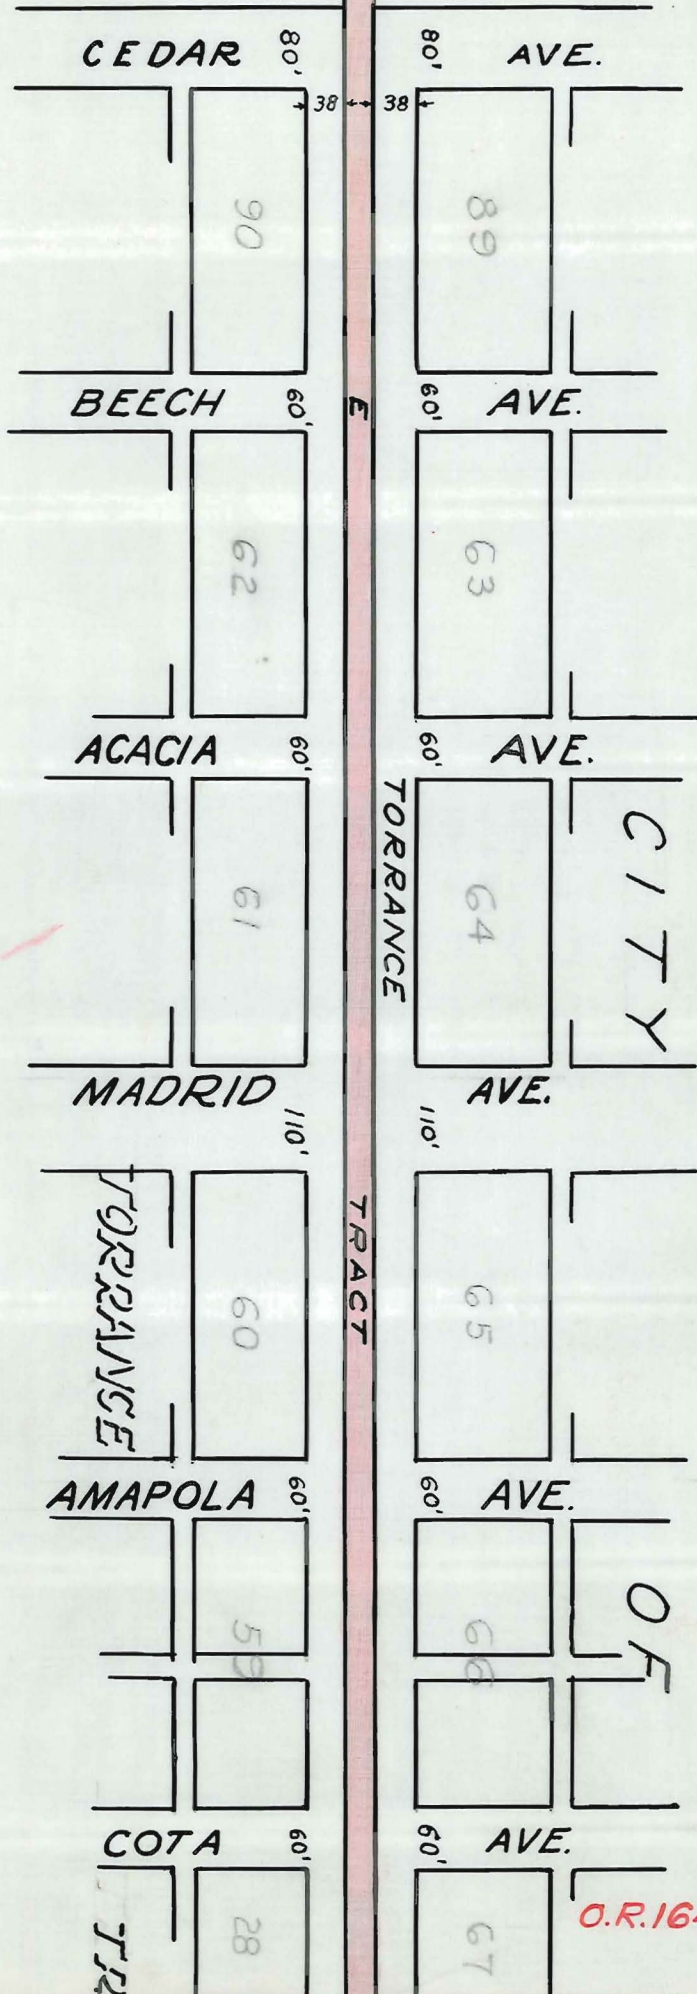 CEDAR 80' 80' AVE.
38 38
90 89
BEECH 60' E 60' AVE.
62 63
ACACIA 60' 60' AVE.
TORRANCE
CITY
61 64
MADRID 110' 110' AVE.
TORRANCE
TRACT
60 65
AMAPOLA 60' 60' AVE.
OF
59 66
COTA 60' 60' AVE.
28 67
O.R.16